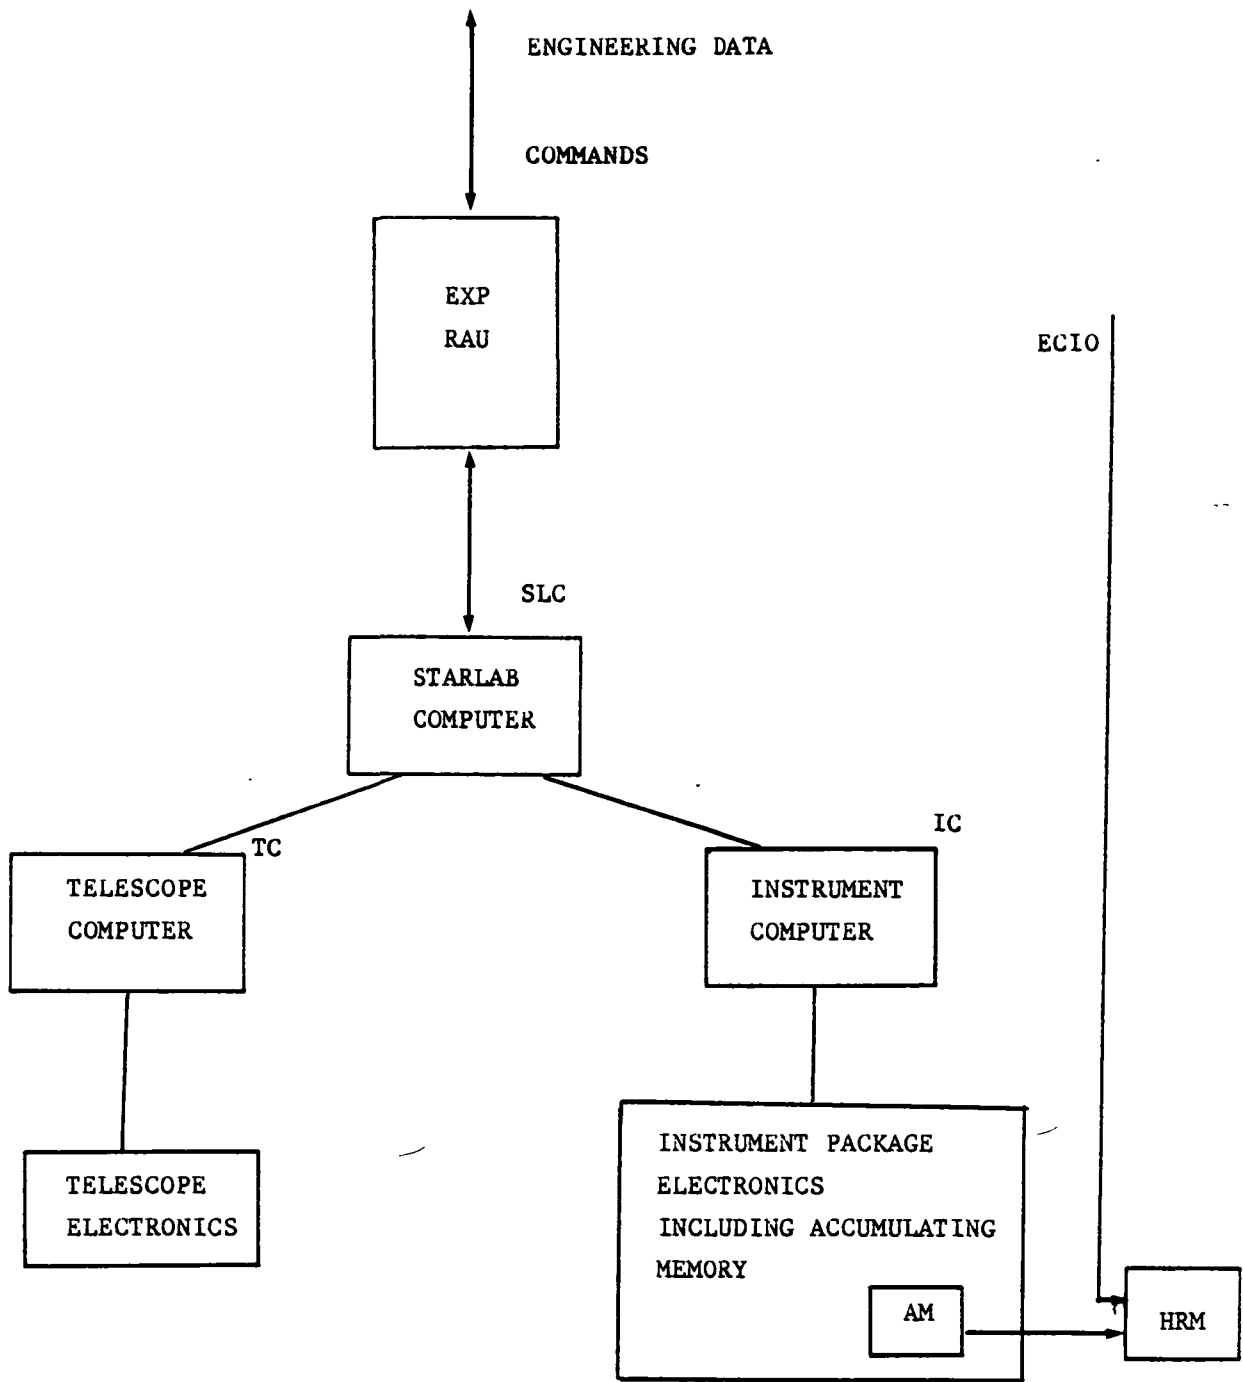 ENGINEERING DATA
COMMANDS
EXP
RAU
ECIO
SLC
STARLAB
COMPUTER
TC
IC
TELESCOPE
COMPUTER
INSTRUMENT
COMPUTER
TELESCOPE
ELECTRONICS
INSTRUMENT PACKAGE
ELECTRONICS
INCLUDING ACCUMULATING
MEMORY
AM
HRM